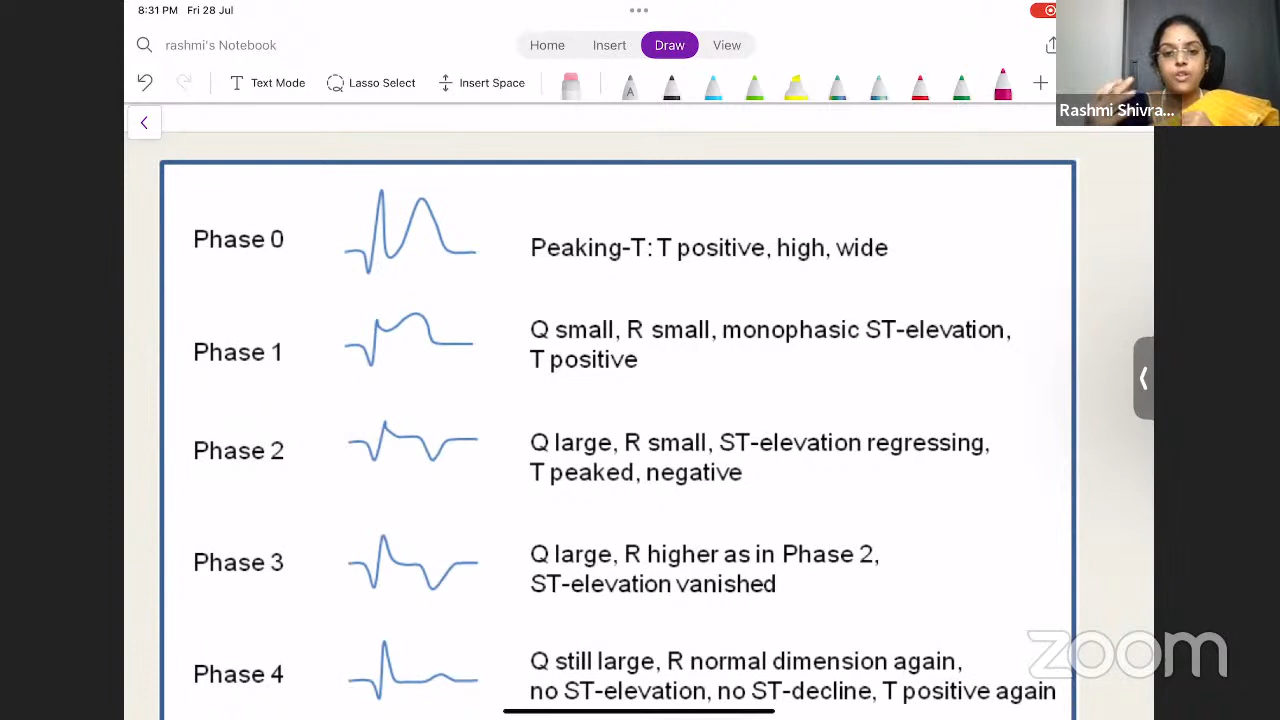 8:31 PM Fri 28 Jul
rashmi's Notebook
Home Insert Draw View
Text Mode Lasso Select Insert Space
A
Rashmi Shivra...
Phase 0
Peaking-T: T positive, high, wide
Phase 1
Q small, R small, monophasic ST-elevation,
T positive
Phase 2
Q large, R small, ST-elevation regressing,
T peaked, negative
Phase 3
Q large, R higher as in Phase 2,
ST-elevation vanished
Phase 4
Q still large, R normal dimension again,
no ST-elevation, no ST-decline, T positive again
zoom